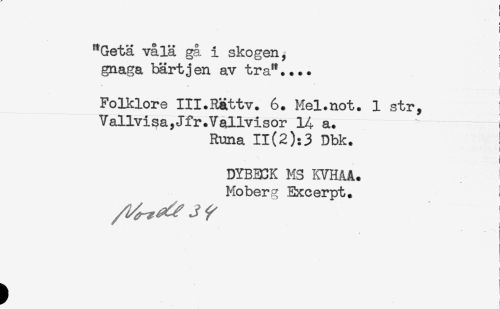 "Getä vålä gå i skogen,
gnaga bärtjen av tra"....
Folklore III.Rättv. 6. Mel.not. 1 str,
Vallvisa,Jfr.Vallvisor 14 a.
Runa II(2):3 Dbk.
DYBECK MS KVHAA.
Moberg Excerpt.
34